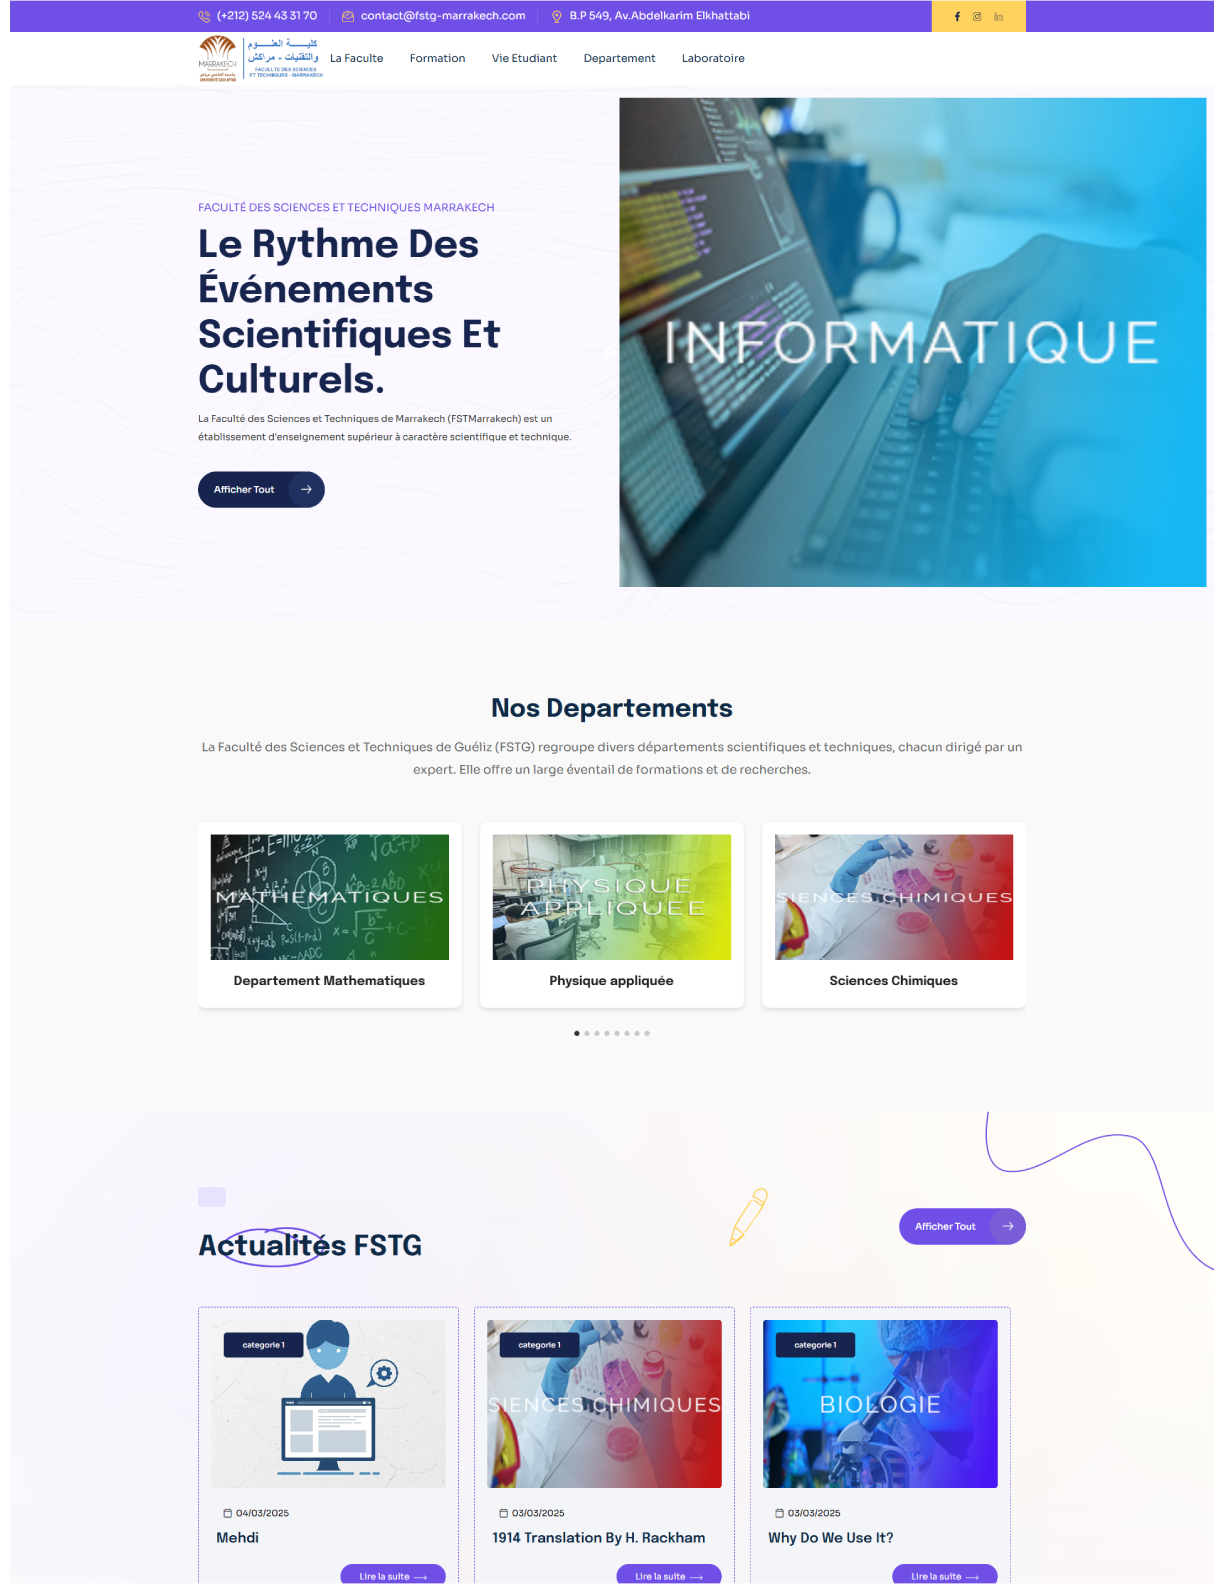 (+212) 524 43 31 70
contact@fstg-marrakech.com
B.P 549, Av.Abdelkarim Elkhattabi
كليـــة العلـــوم
والتقنيات - مراكش
FACULLTE DES SCIENCES
ET TECHNIQUES - MARRAKECH
MARRAKECH
La Faculte
Formation
Vie Etudiant
Departement
Laboratoire
FACULTÉ DES SCIENCES ET TECHNIQUES MARRAKECH
Le Rythme Des
Événements
Scientifiques Et
Culturels.
La Faculté des Sciences et Techniques de Marrakech (FSTMarrakech) est un
établissement d'enseignement supérieur à caractère scientifique et technique.
Afficher Tout
INFORMATIQUE
Nos Departements
La Faculté des Sciences et Techniques de Guéliz (FSTG) regroupe divers départements scientifiques et techniques, chacun dirigé par un
expert. Elle offre un large éventail de formations et de recherches.
MATHEMATIQUES
Departement Mathematiques
PHYSIQUE
APPLIQUEE
Physique appliquée
SIENCES CHIMIQUES
Sciences Chimiques
Actualités FSTG
Afficher Tout
categorie 1
04/03/2025
Mehdi
Lire la suite
categorie 1
SIENCES CHIMIQUES
03/03/2025
1914 Translation By H. Rackham
Lire la suite
categorie 1
BIOLOGIE
03/03/2025
Why Do We Use It?
Lire la suite